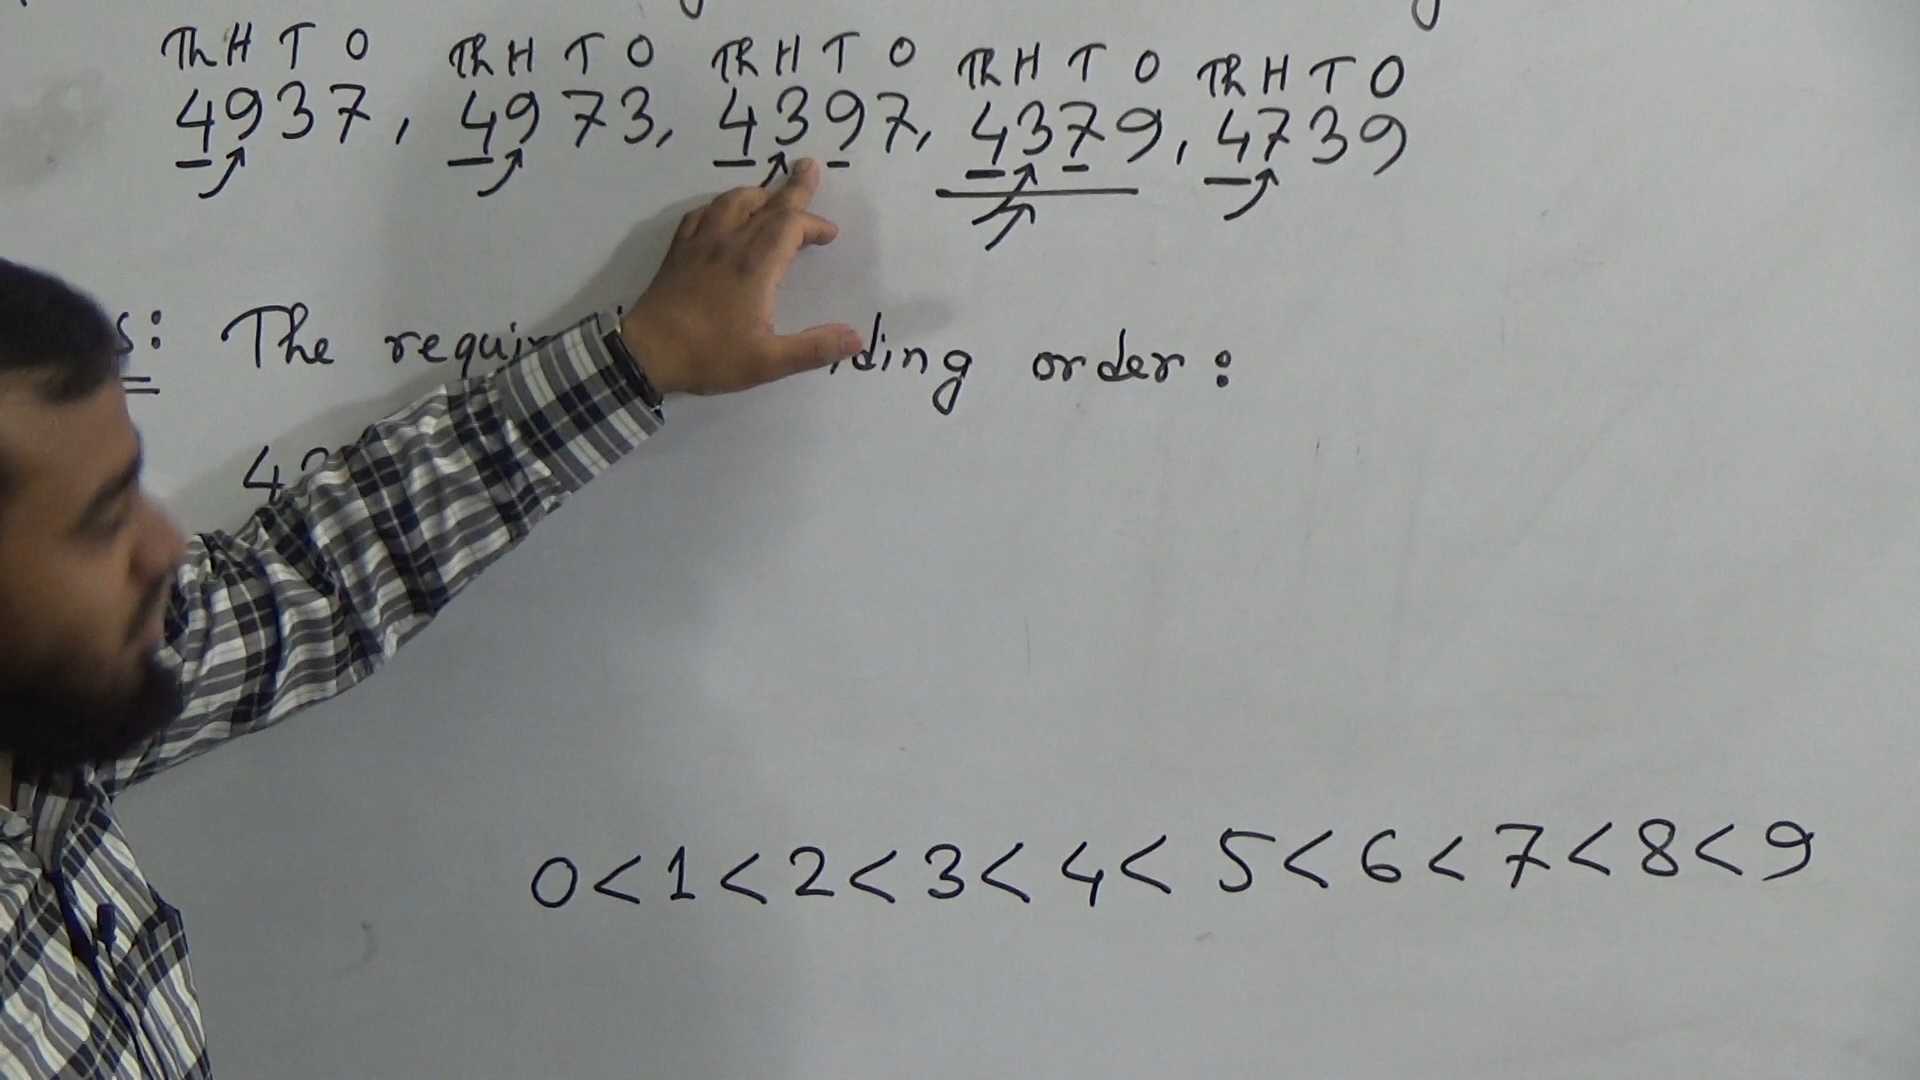 Th H T O Th H T O Th H T O Th H T O Th H T O
4937, 4973, 4397, 4379, 4739
s: The requi ding order:
43
0<1<2<3<4<5<6<7<8<9